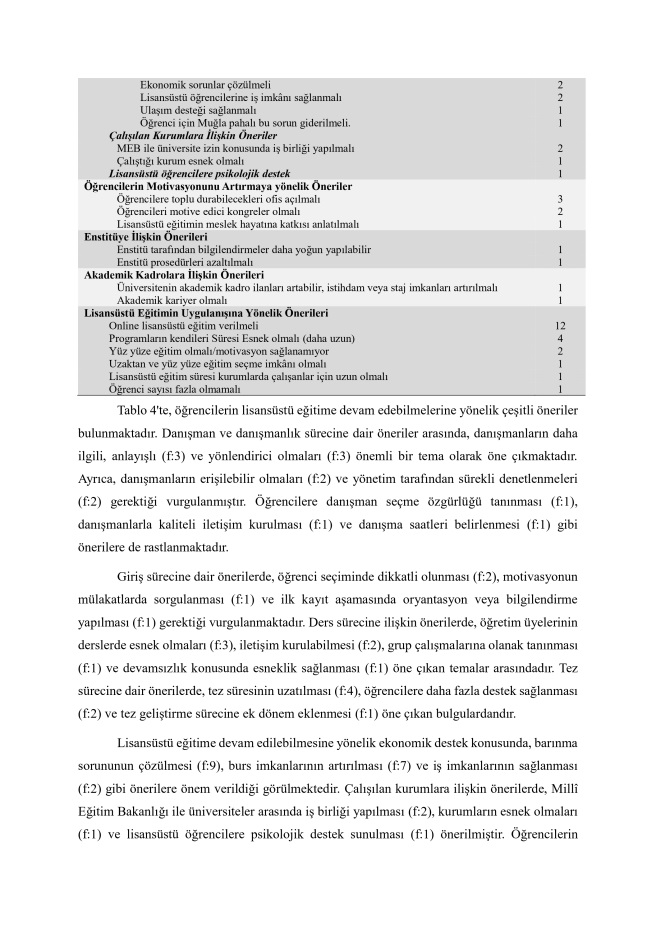 Ekonomik sorunlar çözülmeli 2
Lisansüstü öğrencilerine iş imkânı sağlanmalı 2
Ulaşım desteği sağlanmalı 1
Öğrenci için Muğla pahalı bu sorun giderilmeli. 1
Çalışılan Kurumlara İlişkin Öneriler
MEB ile üniversite izin konusunda iş birliği yapılmalı 2
Çalıştığı kurum esnek olmalı 1
Lisansüstü öğrencilere psikolojik destek 1
Öğrencilerin Motivasyonunu Artırmaya yönelik Öneriler
Öğrencilere toplu durabilecekleri ofis açılmalı 3
Öğrencileri motive edici kongreler olmalı 2
Lisansüstü eğitimin meslek hayatına katkısı anlatılmalı 1
Enstitüye İlişkin Önerileri
Enstitü tarafından bilgilendirmeler daha yoğun yapılabilir 1
Enstitü prosedürleri azaltılmalı 1
Akademik Kadrolara İlişkin Önerileri
Üniversitenin akademik kadro ilanları artabilir, istihdam veya staj imkanları artırılmalı 1
Akademik kariyer olmalı 1
Lisansüstü Eğitimin Uygulanışına Yönelik Önerileri
Online lisansüstü eğitim verilmeli 12
Programların kendileri Süresi Esnek olmalı (daha uzun) 4
Yüz yüze eğitim olmalı/motivasyon sağlanamıyor 2
Uzaktan ve yüz yüze eğitim seçme imkânı olmalı 1
Lisansüstü eğitim süresi kurumlarda çalışanlar için uzun olmalı 1
Öğrenci sayısı fazla olmamalı 1
Tablo 4'te, öğrencilerin lisansüstü eğitime devam edebilmelerine yönelik çeşitli öneriler
bulunmaktadır. Danışman ve danışmanlık sürecine dair öneriler arasında, danışmanların daha
ilgili, anlayışlı (f:3) ve yönlendirici olmaları (f:3) önemli bir tema olarak öne çıkmaktadır.
Ayrıca, danışmanların erişilebilir olmaları (f:2) ve yönetim tarafından sürekli denetlenmeleri
(f:2) gerektiği vurgulanmıştır. Öğrencilere danışman seçme özgürlüğü tanınması (f:1),
danışmanlarla kaliteli iletişim kurulması (f:1) ve danışma saatleri belirlenmesi (f:1) gibi
önerilere de rastlanmaktadır.
Giriş sürecine dair önerilerde, öğrenci seçiminde dikkatli olunması (f:2), motivasyonun
mülakatlarda sorgulanması (f:1) ve ilk kayıt aşamasında oryantasyon veya bilgilendirme
yapılması (f:1) gerektiği vurgulanmaktadır. Ders sürecine ilişkin önerilerde, öğretim üyelerinin
derslerde esnek olmaları (f:3), iletişim kurulabilmesi (f:2), grup çalışmalarına olanak tanınması
(f:1) ve devamsızlık konusunda esneklik sağlanması (f:1) öne çıkan temalar arasındadır. Tez
sürecine dair önerilerde, tez süresinin uzatılması (f:4), öğrencilere daha fazla destek sağlanması
(f:2) ve tez geliştirme sürecine ek dönem eklenmesi (f:1) öne çıkan bulgulardandır.
Lisansüstü eğitime devam edilebilmesine yönelik ekonomik destek konusunda, barınma
sorununun çözülmesi (f:9), burs imkanlarının artırılması (f:7) ve iş imkanlarının sağlanması
(f:2) gibi önerilere önem verildiği görülmektedir. Çalışılan kurumlara ilişkin önerilerde, Millî
Eğitim Bakanlığı ile üniversiteler arasında iş birliği yapılması (f:2), kurumların esnek olmaları
(f:1) ve lisansüstü öğrencilere psikolojik destek sunulması (f:1) önerilmiştir. Öğrencilerin